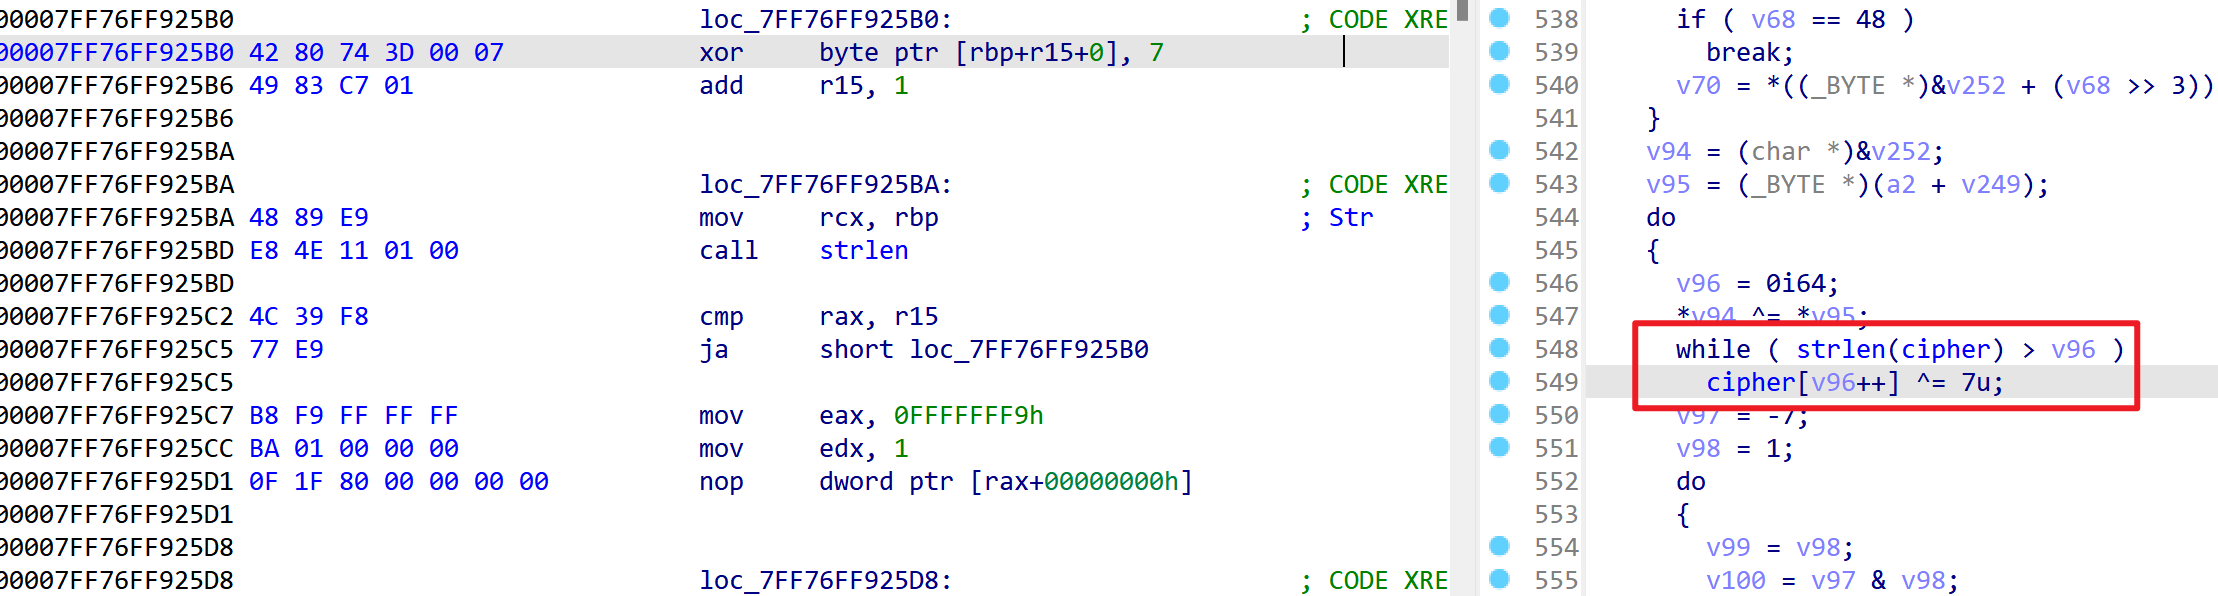 00007FF76FF925B0 loc_7FF76FF925B0: ; CODE XRE
00007FF76FF925B0 42 80 74 3D 00 07 xor byte ptr [rbp+r15+0], 7
00007FF76FF925B6 49 83 C7 01 add r15, 1
00007FF76FF925B6
00007FF76FF925BA
00007FF76FF925BA loc_7FF76FF925BA: ; CODE XRE
00007FF76FF925BA 48 89 E9 mov rcx, rbp ; Str
00007FF76FF925BD E8 4E 11 01 00 call strlen
00007FF76FF925BD
00007FF76FF925C2 4C 39 F8 cmp rax, r15
00007FF76FF925C5 77 E9 ja short loc_7FF76FF925B0
00007FF76FF925C5
00007FF76FF925C7 B8 F9 FF FF FF mov eax, 0FFFFFFF9h
00007FF76FF925CC BA 01 00 00 00 mov edx, 1
00007FF76FF925D1 0F 1F 80 00 00 00 00 nop dword ptr [rax+00000000h]
00007FF76FF925D1
00007FF76FF925D8
00007FF76FF925D8 loc_7FF76FF925D8: ; CODE XRE
538 if ( v68 == 48 )
539 break;
540 v70 = *((_BYTE *)&v252 + (v68 >> 3))
541 }
542 v94 = (char *)&v252;
543 v95 = (_BYTE *)(a2 + v249);
544 do
545 {
546 v96 = 0i64;
547 *v94 ^= *v95;
548 while ( strlen(cipher) > v96 )
549 cipher[v96++] ^= 7u;
550 v97 = -7;
551 v98 = 1;
552 do
553 {
554 v99 = v98;
555 v100 = v97 & v98;